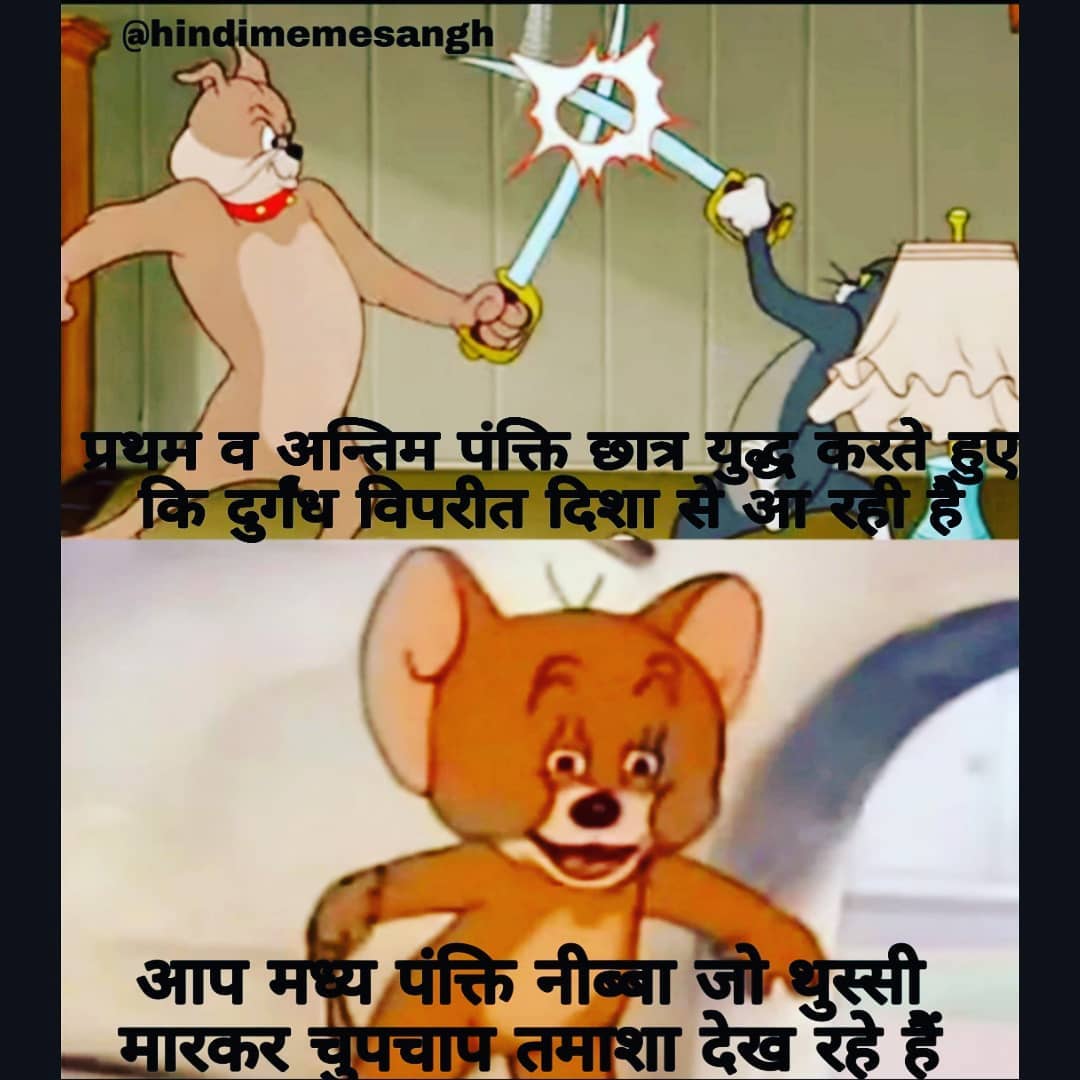 @hindimemesangh
प्रथम व अन्तिम पंक्ति छात्र युद्ध करते हुए
कि दुर्गंध विपरीत दिशा से आ रही है
आप मध्य पंक्ति नीब्बा जो थुस्सी
मारकर चुपचाप तमाशा देख रहे हैं